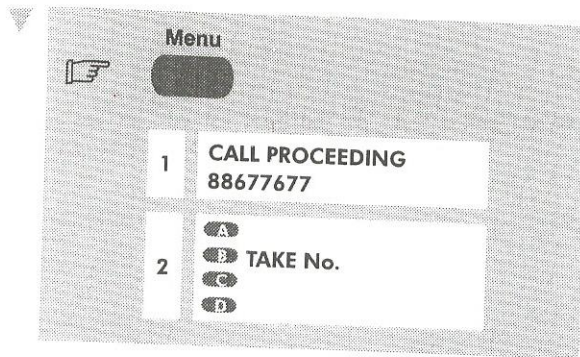 Menu
1 CALL PROCEEDING
88677677
A
2 B TAKE No.
C
D